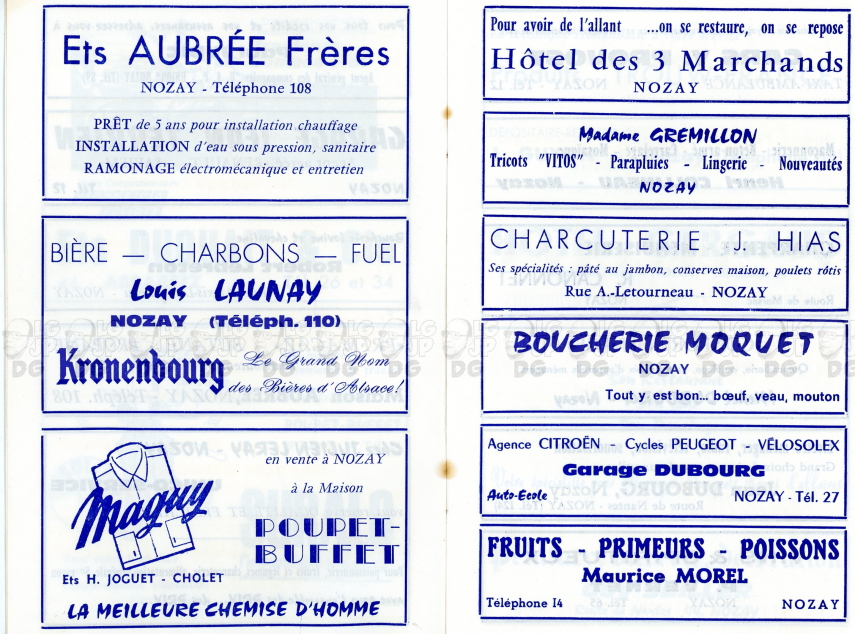 Ets AUBRÉE Frères
NOZAY - Téléphone 108
PRÊT de 5 ans pour installation chauffage
INSTALLATION d'eau sous pression, sanitaire
RAMONAGE électromécanique et entretien
BIÈRE — CHARBONS — FUEL
Louis LAUNAY
NOZAY (Téléph. 110)
Kronenbourg
Le Grand Nom
des Bières d'Alsace!
Maguy
en vente à NOZAY
à la Maison
POUPET-
BUFFET
Ets H. JOGUET - CHOLET
LA MEILLEURE CHEMISE D'HOMME
Pour avoir de l'allant ...on se restaure, on se repose
Hôtel des 3 Marchands
NOZAY
Madame GREMILLON
Tricots "VITOS" - Parapluies - Lingerie - Nouveautés
NOZAY
CHARCUTERIE J. HIAS
Ses spécialités : pâté au jambon, conserves maison, poulets rôtis
Rue A.-Letourneau - NOZAY
BOUCHERIE MOQUET
NOZAY
Tout y est bon... bœuf, veau, mouton
Agence CITROËN - Cycles PEUGEOT - VÉLOSOLEX
Garage DUBOURG
Auto-Ecole NOZAY - Tél. 27
FRUITS - PRIMEURS - POISSONS
Maurice MOREL
Téléphone 14 NOZAY